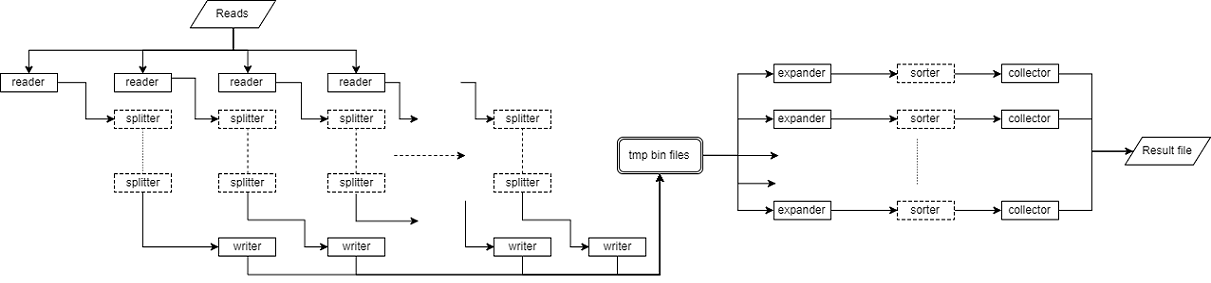 Reads
reader
reader
reader
reader
splitter
splitter
splitter
splitter
splitter
splitter
splitter
splitter
writer
writer
writer
writer
tmp bin files
expander
sorter
collector
expander
sorter
collector
expander
sorter
collector
Result file